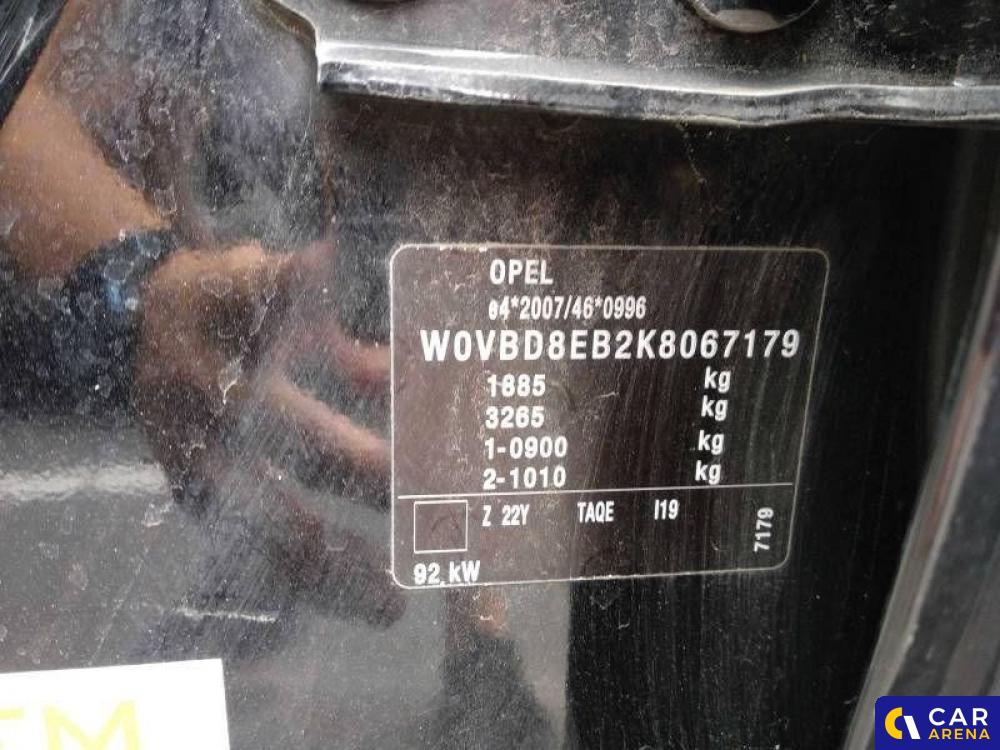 OPEL
e4*2007/46*0996
W0VBD8EB2K8067179
1885 kg
3265 kg
1-0900 kg
2-1010 kg
Z 22Y TAQE I19
7179
92 kW
CAR
ARENA